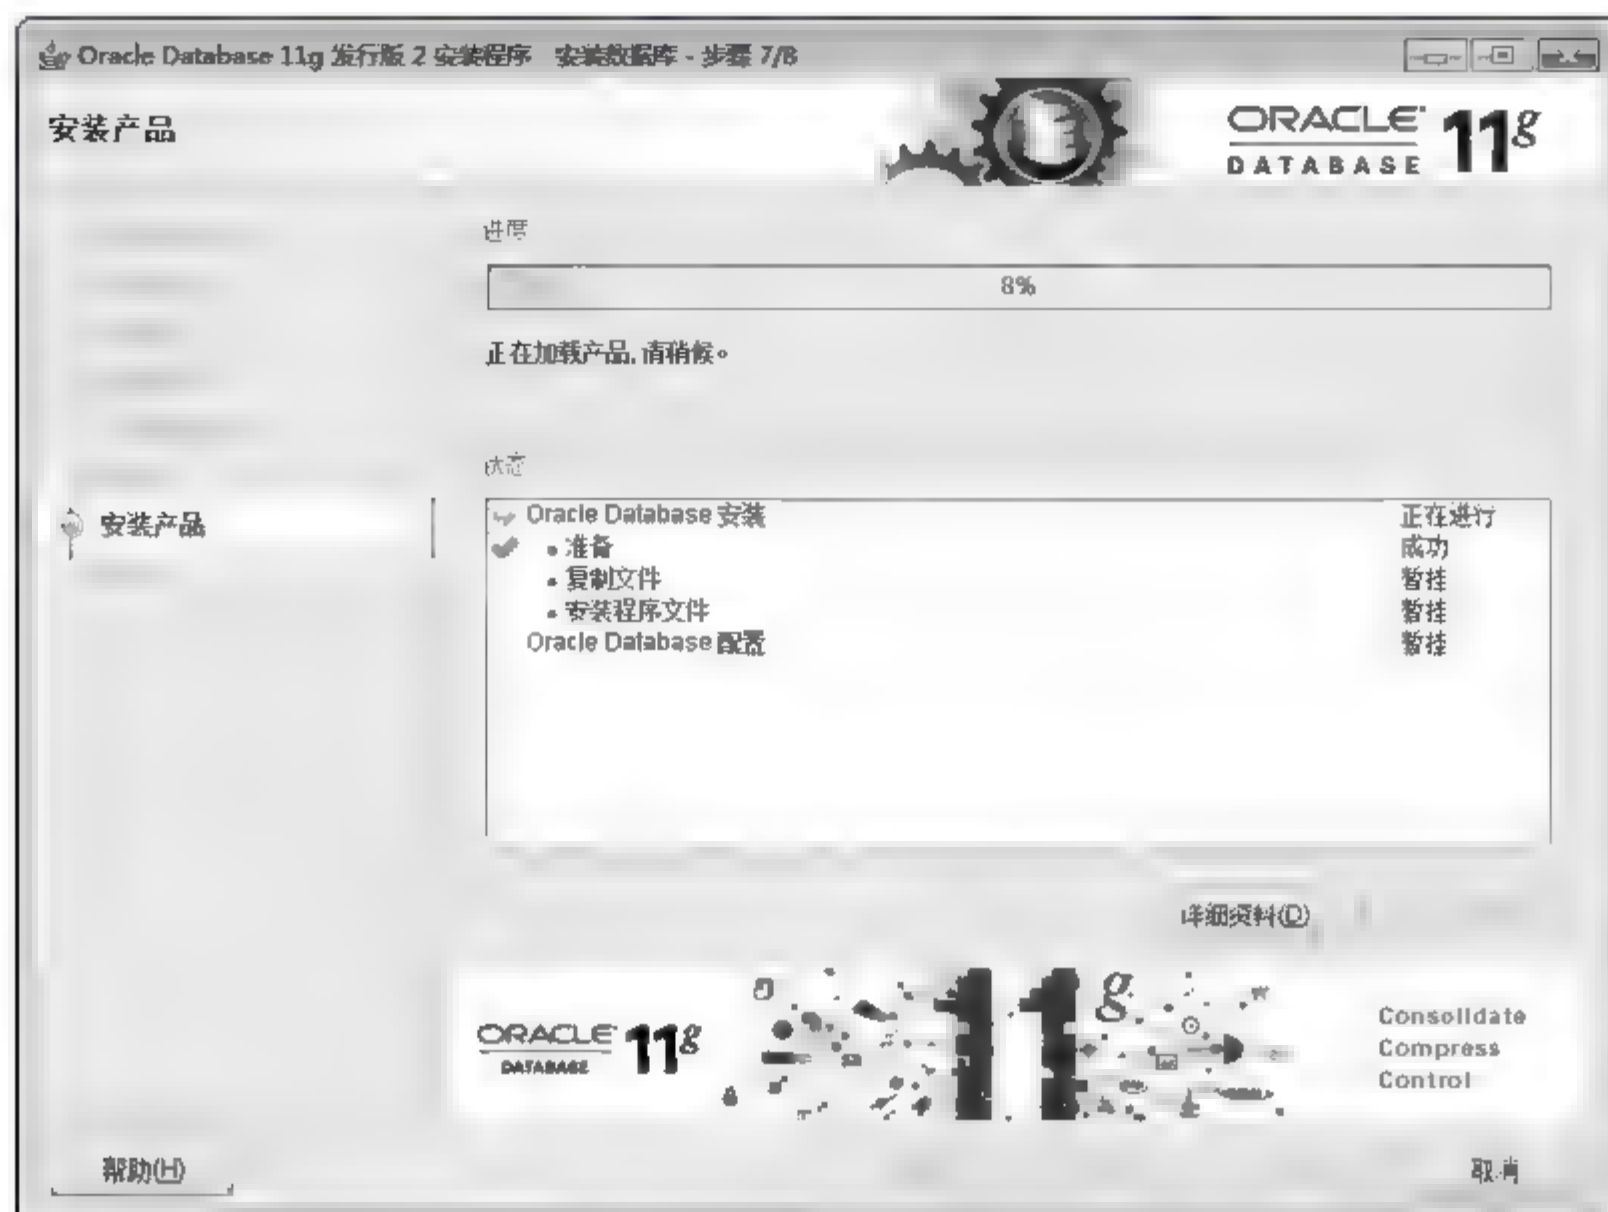 Oracle Database 11g 发行版 2 安装程序 安装数据库 - 步骤 7/8
安装产品
ORACLE 11g
DATABASE
进度
8%
正在加载产品, 请稍候。
状态
安装产品
Oracle Database 安装 正在进行
• 准备 成功
• 复制文件 暂挂
• 安装程序文件 暂挂
Oracle Database 配置 暂挂
详细资料(D)
ORACLE 11g
DATABASE
11g
Consolidate
Compress
Control
帮助(H)
取消